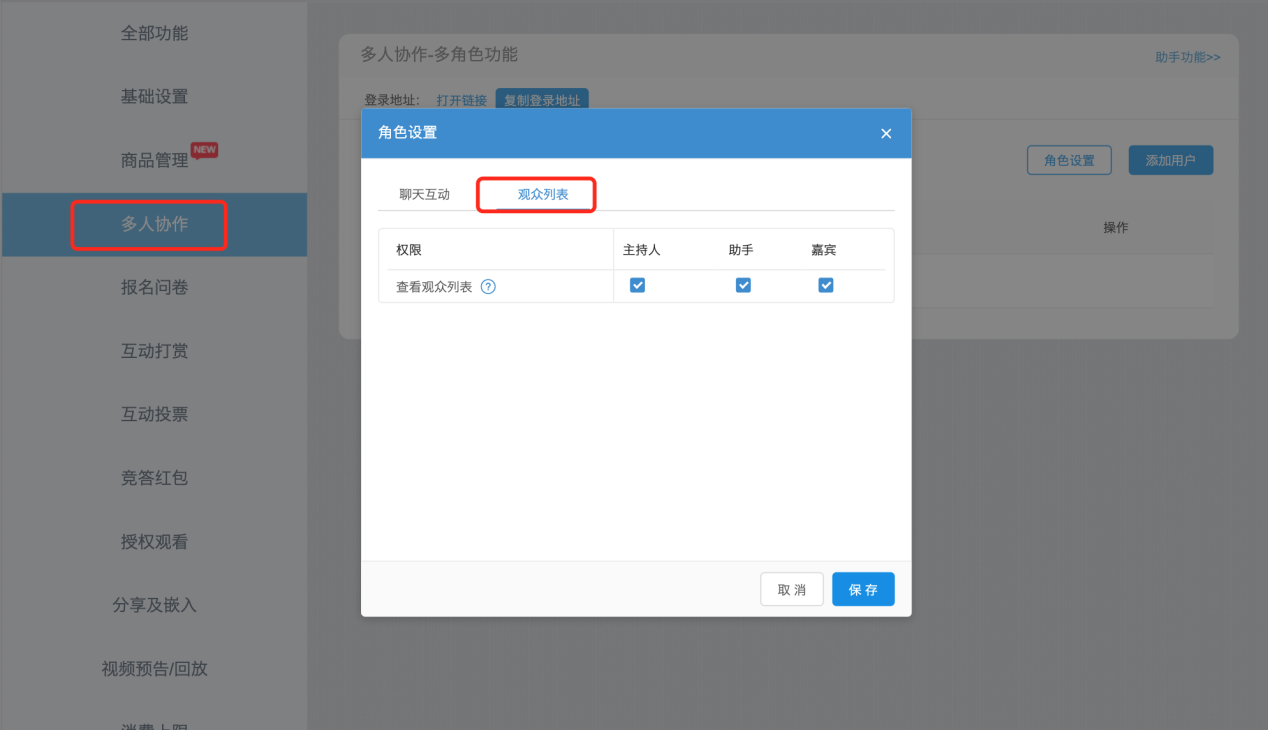 全部功能
基础设置
商品管理 NEW
多人协作
报名问卷
互动打赏
互动投票
竞答红包
授权观看
分享及嵌入
视频预告/回放
消费上限
多人协作-多角色功能
助手功能>>
登录地址： 打开链接 复制登录地址
角色设置 添加用户
操作
角色设置
聊天互动 观众列表
权限 主持人 助手 嘉宾
查看观众列表 ?
取 消 保 存